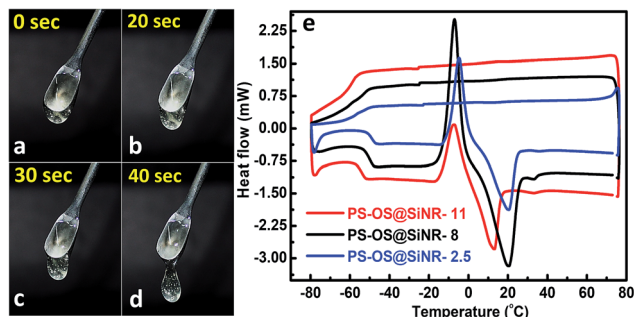 0 sec
20 sec
a
b
30 sec
40 sec
c
d
e
Heat flow (mW)
2.25
1.50
0.75
0.00
-0.75
-1.50
-2.25
-3.00
PS-OS@SiNR- 11
PS-OS@SiNR- 8
PS-OS@SiNR- 2.5
-80 -60 -40 -20 0 20 40 60 80
Temperature (°C)